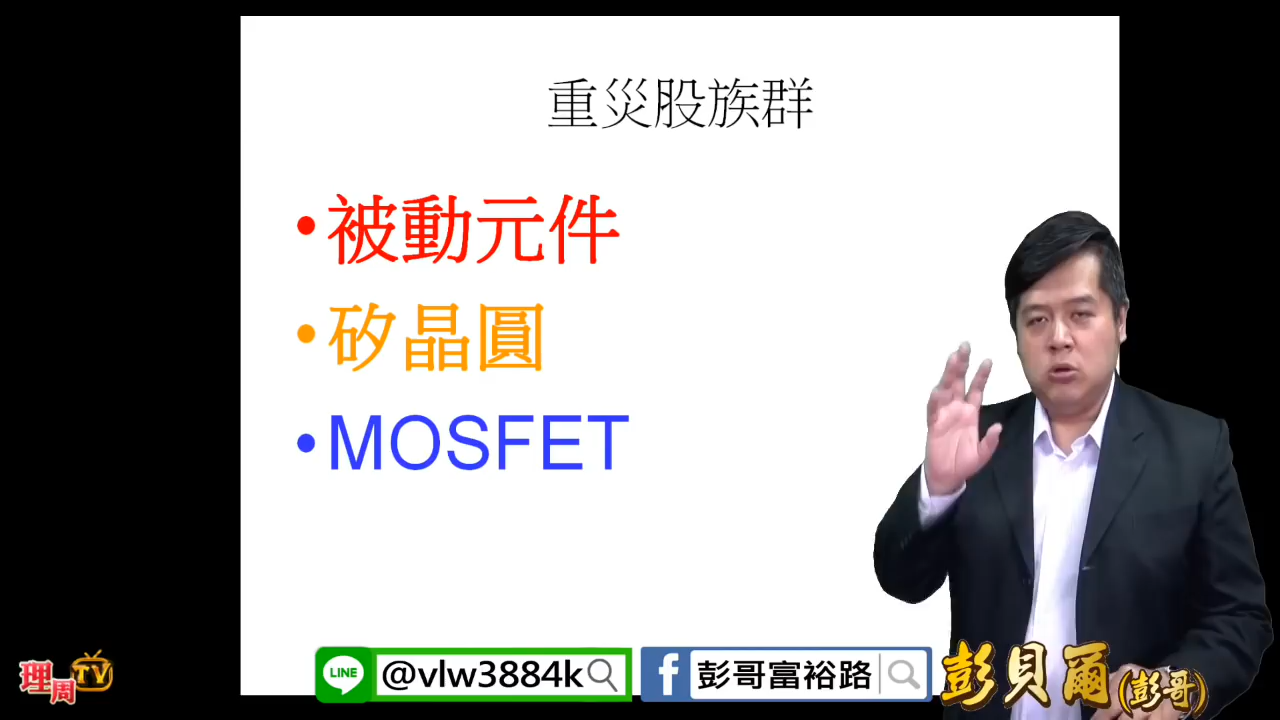 重災股族群
•被動元件
•矽晶圓
•MOSFET
理周TV
LINE @vlw3884k
f 彭哥富裕路
彭貝爾(彭哥)